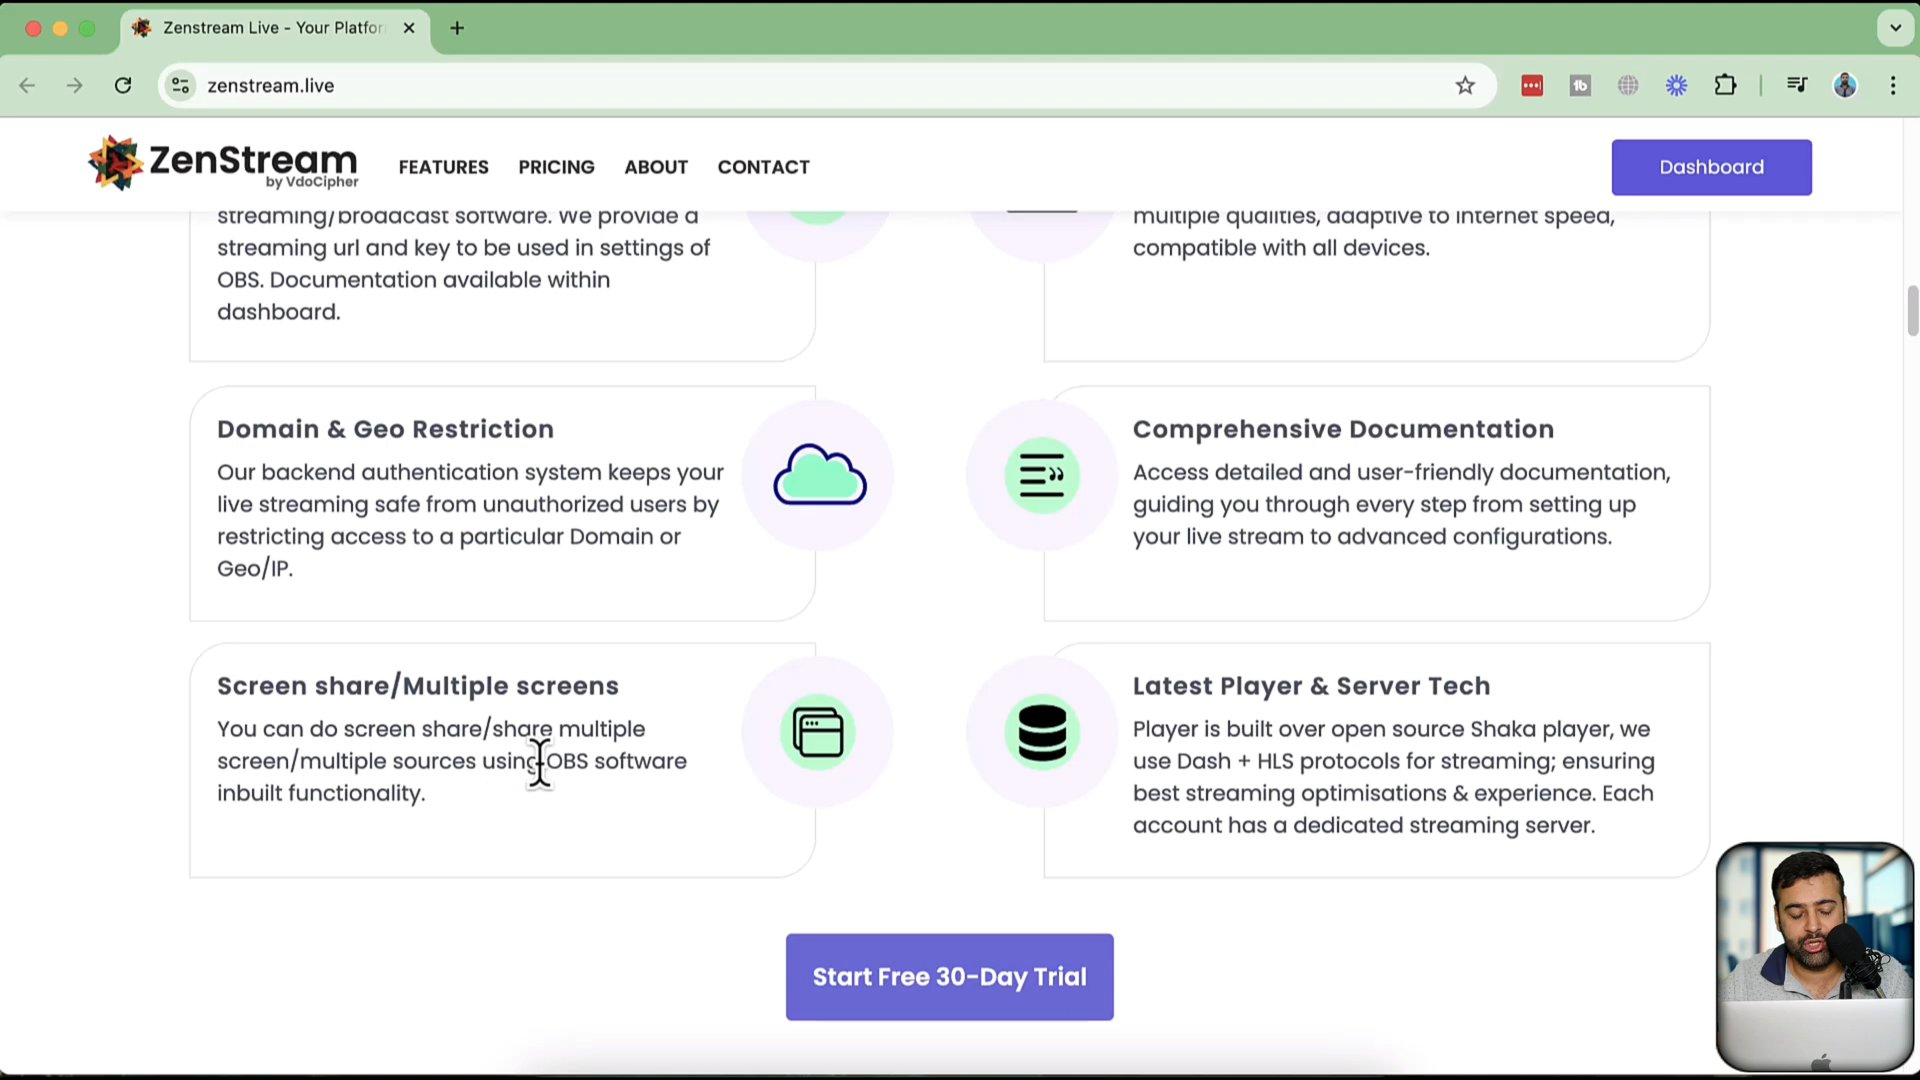 Zenstream Live - Your Platfor
zenstream.live
ZenStream
by VdoCipher
FEATURES
PRICING
ABOUT
CONTACT
Dashboard
streaming/broadcast software. We provide a
streaming url and key to be used in settings of
OBS. Documentation available within
dashboard.
multiple qualities, adaptive to internet speed,
compatible with all devices.
Domain & Geo Restriction
Our backend authentication system keeps your
live streaming safe from unauthorized users by
restricting access to a particular Domain or
Geo/IP.
Comprehensive Documentation
Access detailed and user-friendly documentation,
guiding you through every step from setting up
your live stream to advanced configurations.
Screen share/Multiple screens
You can do screen share/share multiple
screen/multiple sources using OBS software
inbuilt functionality.
Latest Player & Server Tech
Player is built over open source Shaka player, we
use Dash + HLS protocols for streaming; ensuring
best streaming optimisations & experience. Each
account has a dedicated streaming server.
Start Free 30-Day Trial